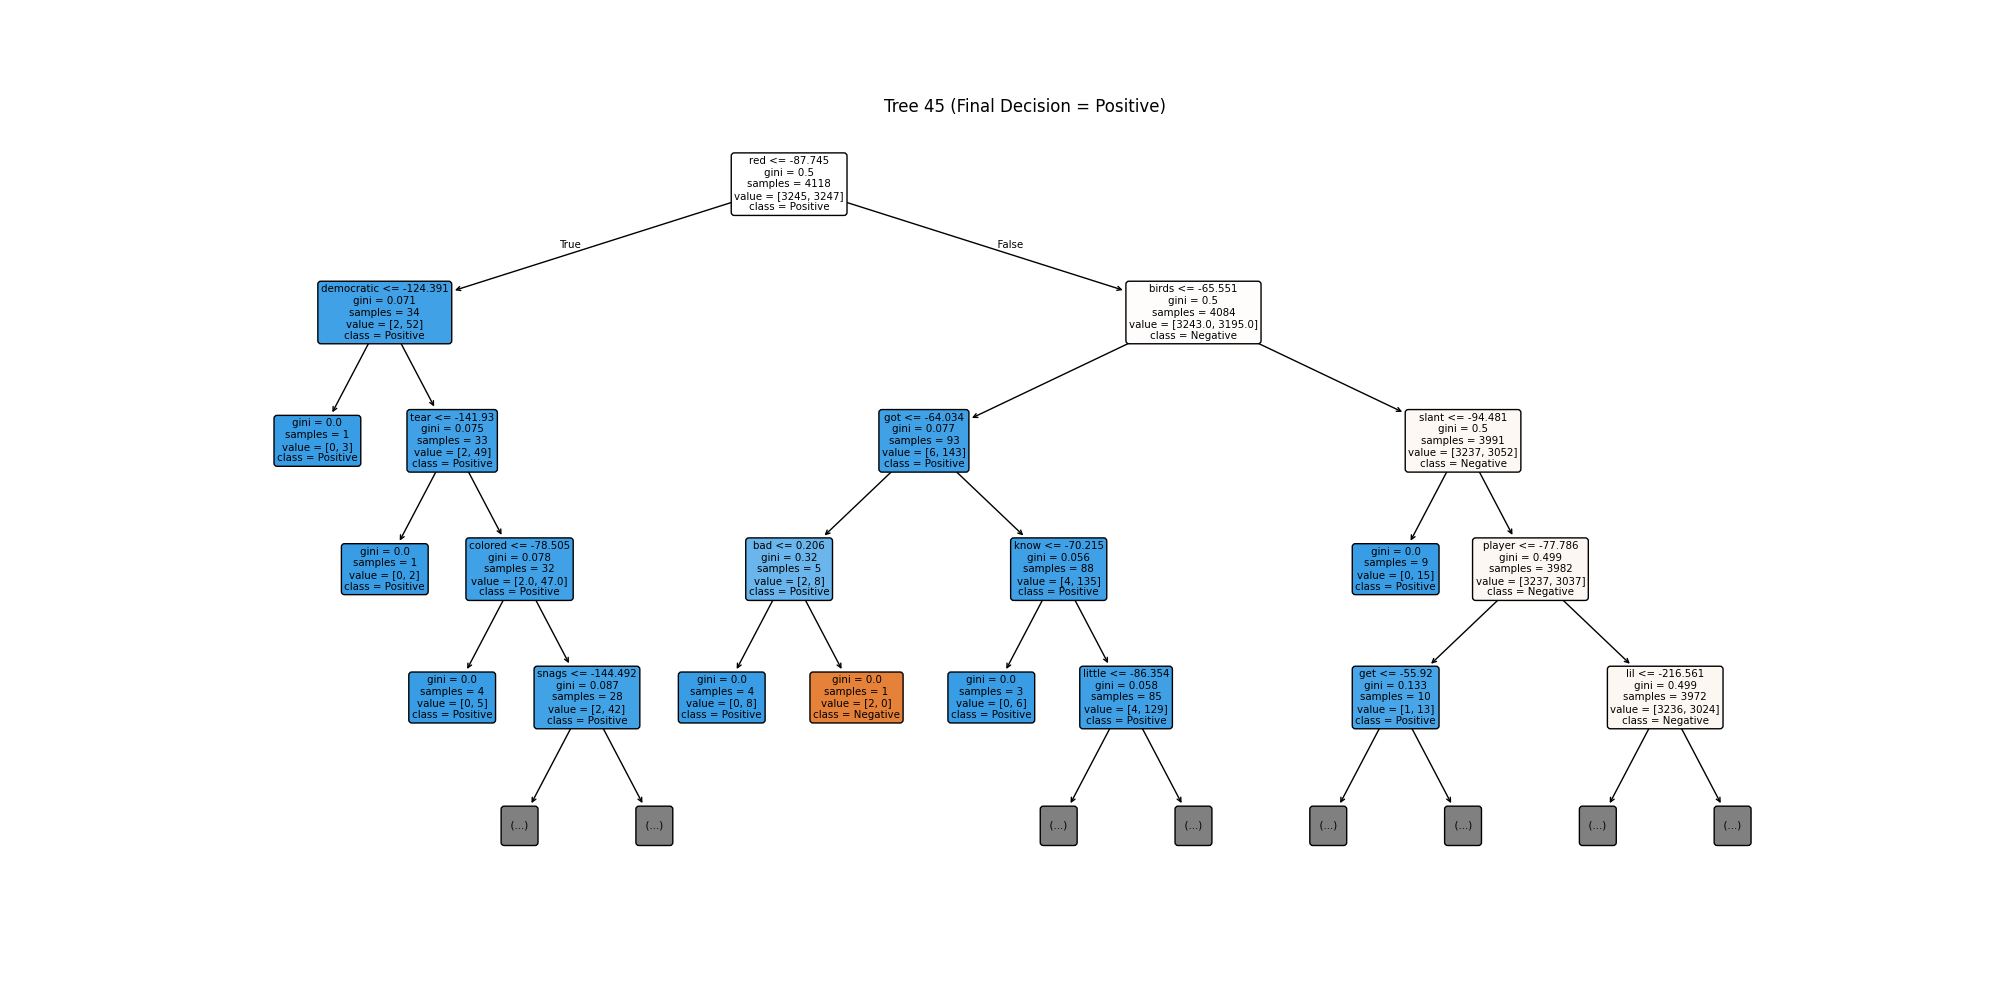 Tree 45 (Final Decision = Positive)
red <= -87.745
gini = 0.5
samples = 4118
value = [3245, 3247]
class = Positive
True
False
democratic <= -124.391
gini = 0.071
samples = 34
value = [2, 52]
class = Positive
birds <= -65.551
gini = 0.5
samples = 4084
value = [3243.0, 3195.0]
class = Negative
gini = 0.0
samples = 1
value = [0, 3]
class = Positive
tear <= -141.93
gini = 0.075
samples = 33
value = [2, 49]
class = Positive
got <= -64.034
gini = 0.077
samples = 93
value = [6, 143]
class = Positive
slant <= -94.481
gini = 0.5
samples = 3991
value = [3237, 3052]
class = Negative
gini = 0.0
samples = 1
value = [0, 2]
class = Positive
colored <= -78.505
gini = 0.078
samples = 32
value = [2.0, 47.0]
class = Positive
bad <= 0.206
gini = 0.32
samples = 5
value = [2, 8]
class = Positive
know <= -70.215
gini = 0.056
samples = 88
value = [4, 135]
class = Positive
gini = 0.0
samples = 9
value = [0, 15]
class = Positive
player <= -77.786
gini = 0.499
samples = 3982
value = [3237, 3037]
class = Negative
gini = 0.0
samples = 4
value = [0, 5]
class = Positive
snags <= -144.492
gini = 0.087
samples = 28
value = [2, 42]
class = Positive
gini = 0.0
samples = 4
value = [0, 8]
class = Positive
gini = 0.0
samples = 1
value = [2, 0]
class = Negative
gini = 0.0
samples = 3
value = [0, 6]
class = Positive
little <= -86.354
gini = 0.058
samples = 85
value = [4, 129]
class = Positive
get <= -55.92
gini = 0.133
samples = 10
value = [1, 13]
class = Positive
lil <= -216.561
gini = 0.499
samples = 3972
value = [3236, 3024]
class = Negative
(...)
(...)
(...)
(...)
(...)
(...)
(...)
(...)